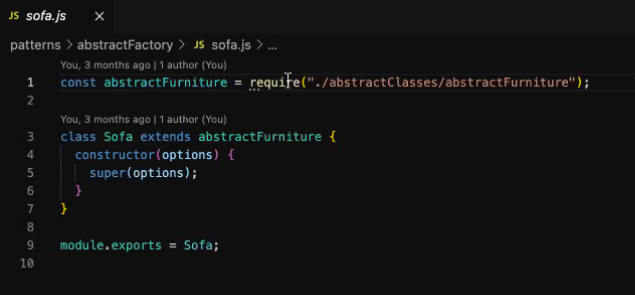 JS sofa.js ×
patterns > abstractFactory > JS sofa.js > ...
You, 3 months ago | 1 author (You)
1 const abstractFurniture = require("./abstractClasses/abstractFurniture");
2
You, 3 months ago | 1 author (You)
3 class Sofa extends abstractFurniture {
4 constructor(options) {
5 super(options);
6 }
7 }
8
9 module.exports = Sofa;
10